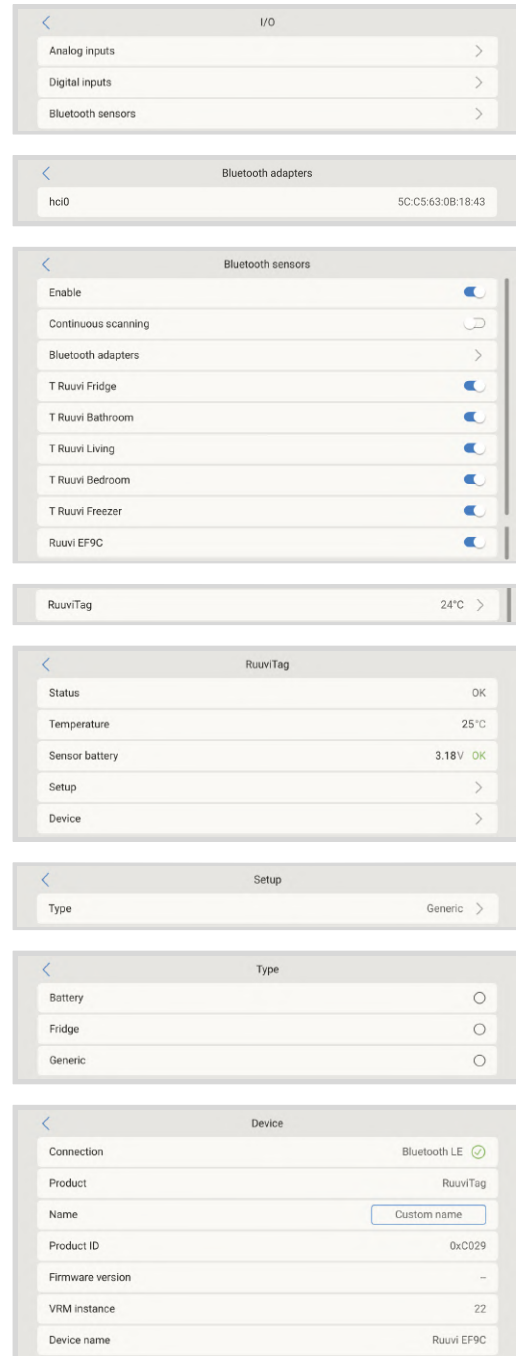 I/O
Analog inputs
Digital inputs
Bluetooth sensors
Bluetooth adapters
hci0 5C:C5:63:0B:18:43
Bluetooth sensors
Enable
Continuous scanning
Bluetooth adapters
T Ruuvi Fridge
T Ruuvi Bathroom
T Ruuvi Living
T Ruuvi Bedroom
T Ruuvi Freezer
Ruuvi EF9C
RuuviTag 24°C
RuuviTag
Status OK
Temperature 25°C
Sensor battery 3.18V OK
Setup
Device
Setup
Type Generic
Type
Battery
Fridge
Generic
Device
Connection Bluetooth LE
Product RuuviTag
Name Custom name
Product ID 0xC029
Firmware version --
VRM instance 22
Device name Ruuvi EF9C